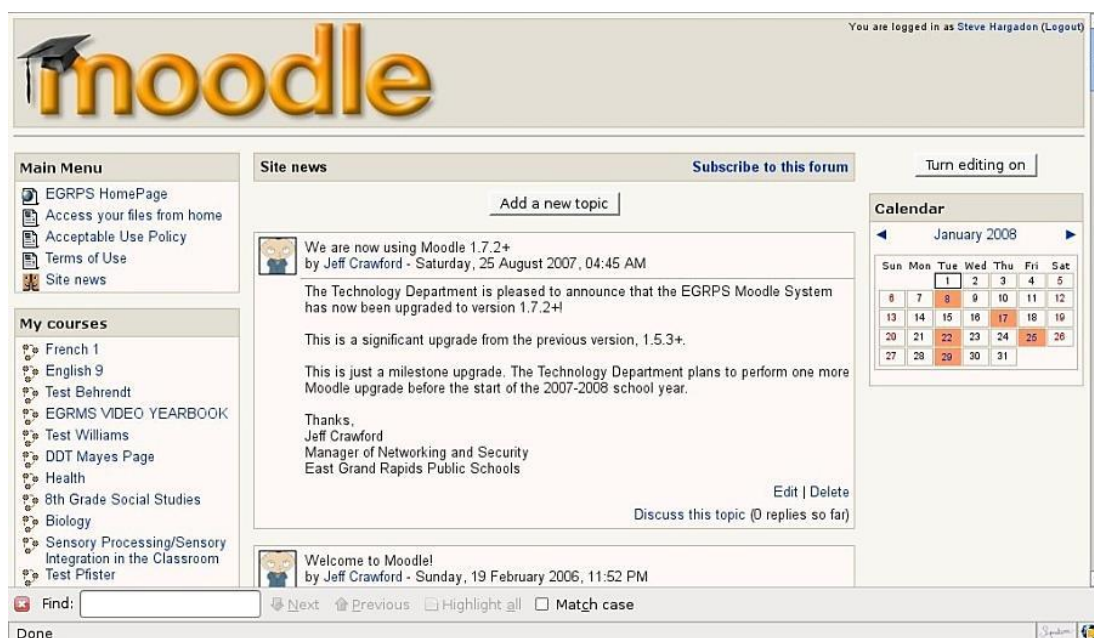 moodle
You are logged in as Steve Hargadon (Logout)
Main Menu
EGRPS HomePage
Access your files from home
Acceptable Use Policy
Terms of Use
Site news
My courses
French 1
English 9
Test Behrendt
EGRMS VIDEO YEARBOOK
Test Williams
DDT Mayes Page
Health
8th Grade Social Studies
Biology
Sensory Processing/Sensory
Integration in the Classroom
Test Pfister
Site news Subscribe to this forum
Add a new topic
We are now using Moodle 1.7.2+
by Jeff Crawford - Saturday, 25 August 2007, 04:45 AM
The Technology Department is pleased to announce that the EGRPS Moodle System
has now been upgraded to version 1.7.2+!
This is a significant upgrade from the previous version, 1.5.3+.
This is just a milestone upgrade. The Technology Department plans to perform one more
Moodle upgrade before the start of the 2007-2008 school year.
Thanks,
Jeff Crawford
Manager of Networking and Security
East Grand Rapids Public Schools
Edit | Delete
Discuss this topic (0 replies so far)
Welcome to Moodle!
by Jeff Crawford - Sunday, 19 February 2006, 11:52 PM
Turn editing on
Calendar
January 2008
Sun Mon Tue Wed Thu Fri Sat
1 2 3 4 5
6 7 8 9 10 11 12
13 14 15 16 17 18 19
20 21 22 23 24 25 26
27 28 29 30 31
Find: Next Previous Highlight all Match case
Done